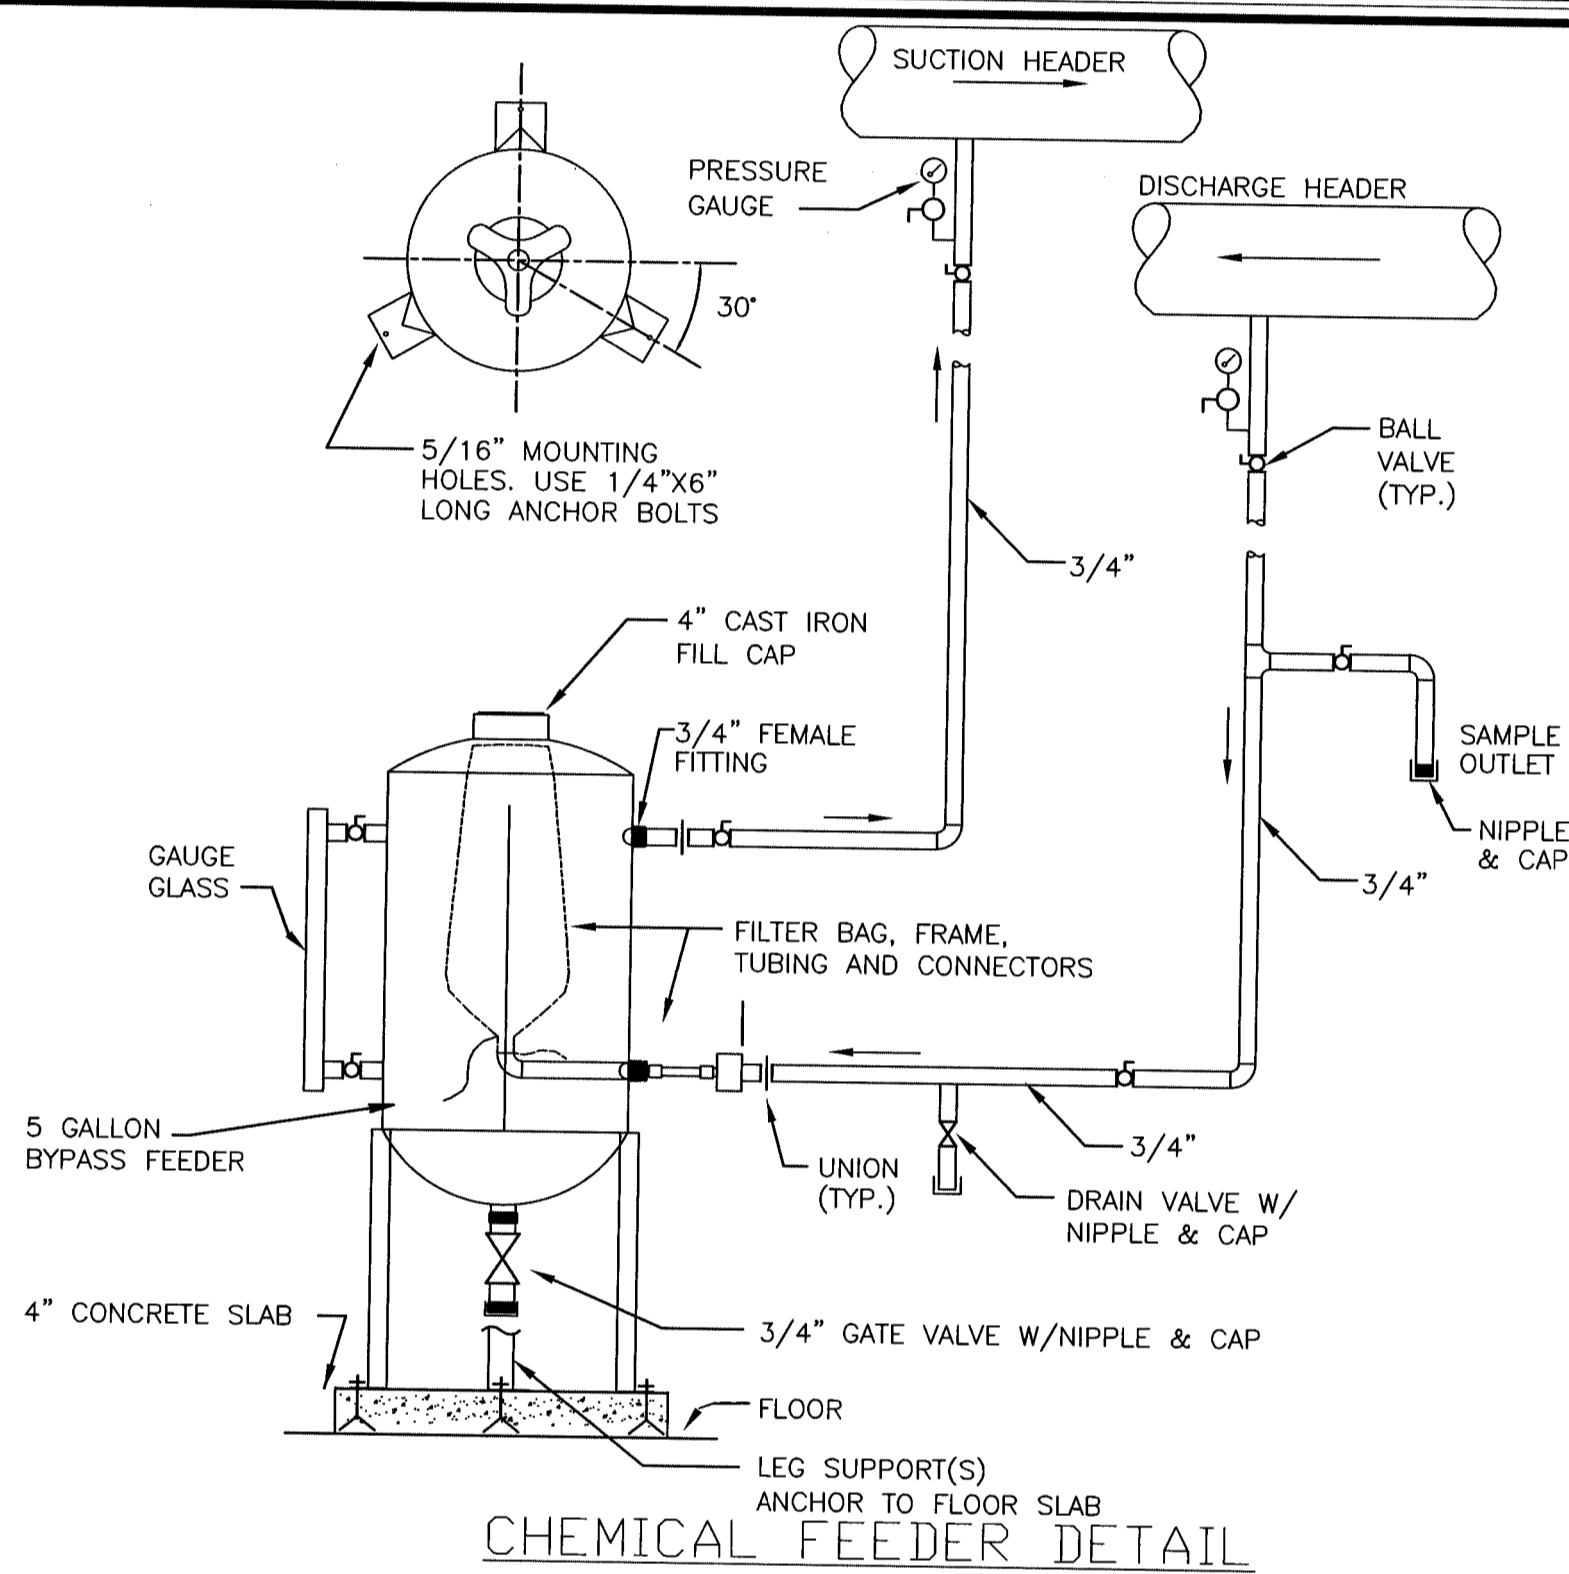 SUCTION HEADER
PRESSURE
GAUGE
DISCHARGE HEADER
30°
BALL
VALVE
(TYP.)
5/16" MOUNTING
HOLES. USE 1/4"X6"
LONG ANCHOR BOLTS
3/4"
4" CAST IRON
FILL CAP
3/4" FEMALE
FITTING
SAMPLE
OUTLET
NIPPLE
& CAP
GAUGE
GLASS
3/4"
FILTER BAG, FRAME,
TUBING AND CONNECTORS
5 GALLON
BYPASS FEEDER
UNION
(TYP.)
3/4"
DRAIN VALVE W/
NIPPLE & CAP
4" CONCRETE SLAB
3/4" GATE VALVE W/NIPPLE & CAP
FLOOR
LEG SUPPORT(S)
ANCHOR TO FLOOR SLAB
CHEMICAL FEEDER DETAIL